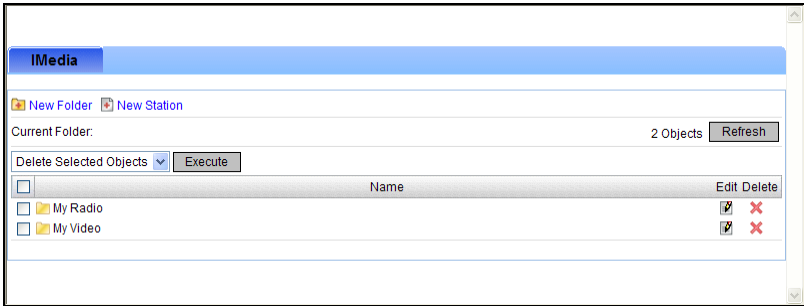 IMedia
New Folder New Station
Current Folder: 2 Objects Refresh
Delete Selected Objects Execute
Name Edit Delete
My Radio
My Video